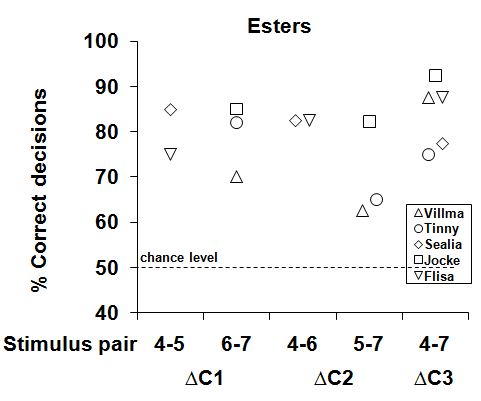 Esters
% Correct decisions
100
90
80
70
60
50
40
chance level
Villma
Tinny
Sealia
Jocke
Flisa
Stimulus pair 4-5 6-7 4-6 5-7 4-7
ΔC1 ΔC2 ΔC3